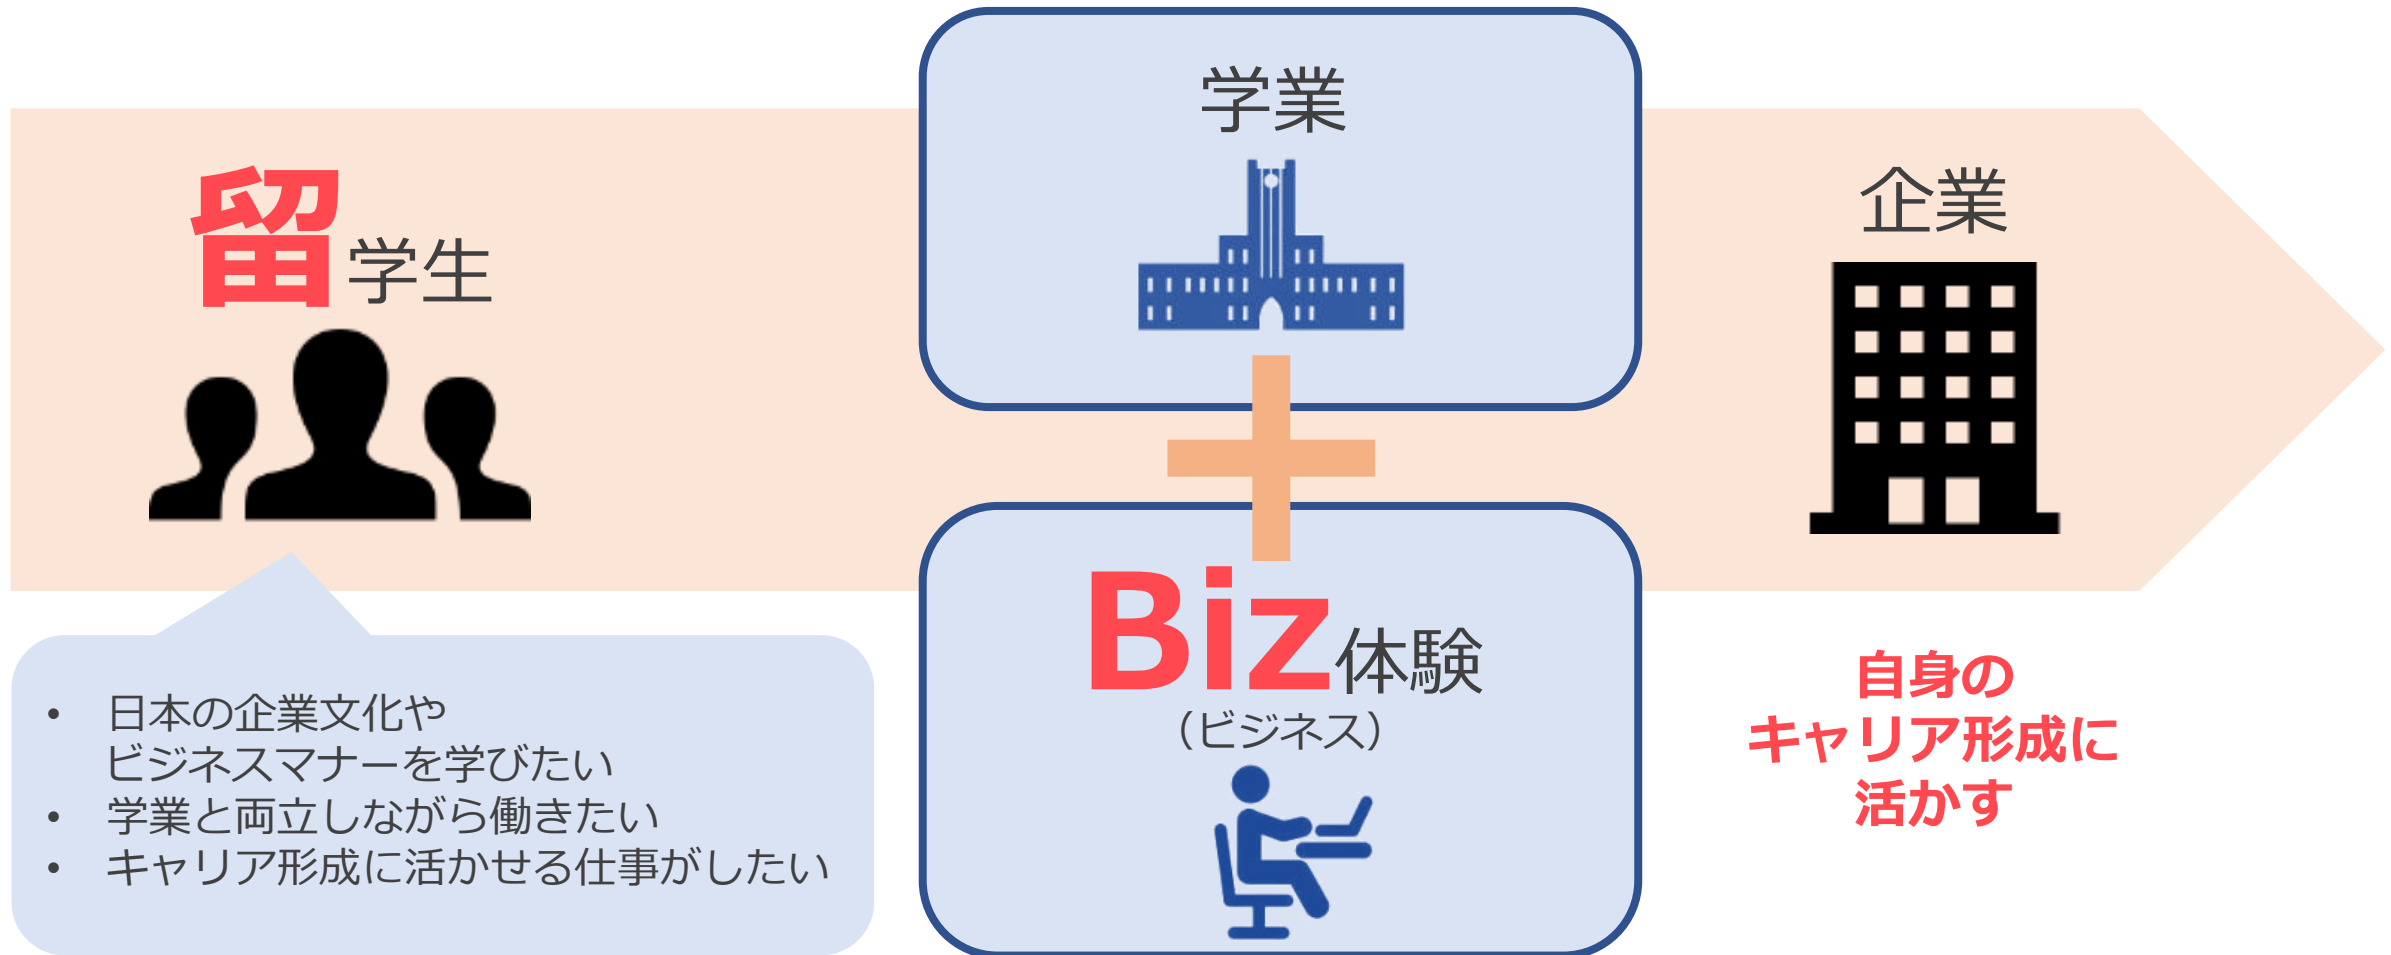 留学生
• 日本の企業文化や
ビジネスマナーを学びたい
• 学業と両立しながら働きたい
• キャリア形成に活かせる仕事がしたい
学業
Biz体験
（ビジネス）
企業
自身の
キャリア形成に
活かす